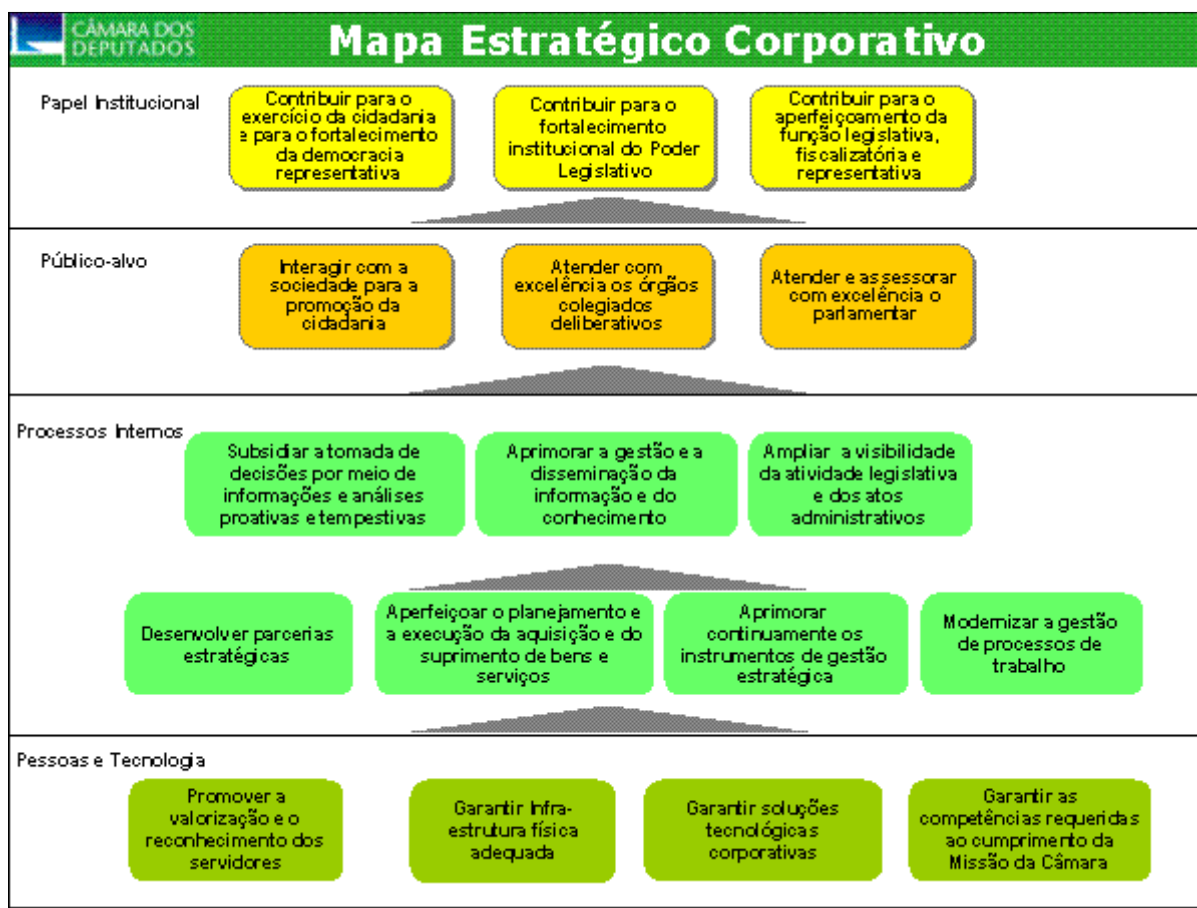 CÂMARA DOS
DEPUTADOS
Mapa Estratégico Corporativo
Papel Institucional
Contribuir para o
exercício da cidadania
e para o fortalecimento
da democracia
representativa
Contribuir para o
fortalecimento
institucional do Poder
Legislativo
Contribuir para o
aperfeiçoamento da
função legislativa,
fiscalizatória e
representativa
Público-alvo
Interagir com a
sociedade para a
promoção da
cidadania
Atender com
excelência os órgãos
colegiados
deliberativos
Atender e assessorar
com excelência o
parlamentar
Processos Internos
Subsidiar a tomada de
decisões por meio de
informações e análises
proativas e tempestivas
Aprimorar a gestão e a
disseminação da
informação e do
conhecimento
Ampliar a visibilidade
da atividade legislativa
e dos atos
administrativos
Desenvolver parcerias
estratégicas
Aperfeiçoar o planejamento e
a execução da aquisição e do
suprimento de bens e
serviços
Aprimorar
continuamente os
instrumentos de gestão
estratégica
Modernizar a gestão
de processos de
trabalho
Pessoas e Tecnologia
Promover a
valorização e o
reconhecimento dos
servidores
Garantir Infra-
estrutura física
adequada
Garantir soluções
tecnológicas
corporativas
Garantir as
competências requeridas
ao cumprimento da
Missão da Câmara